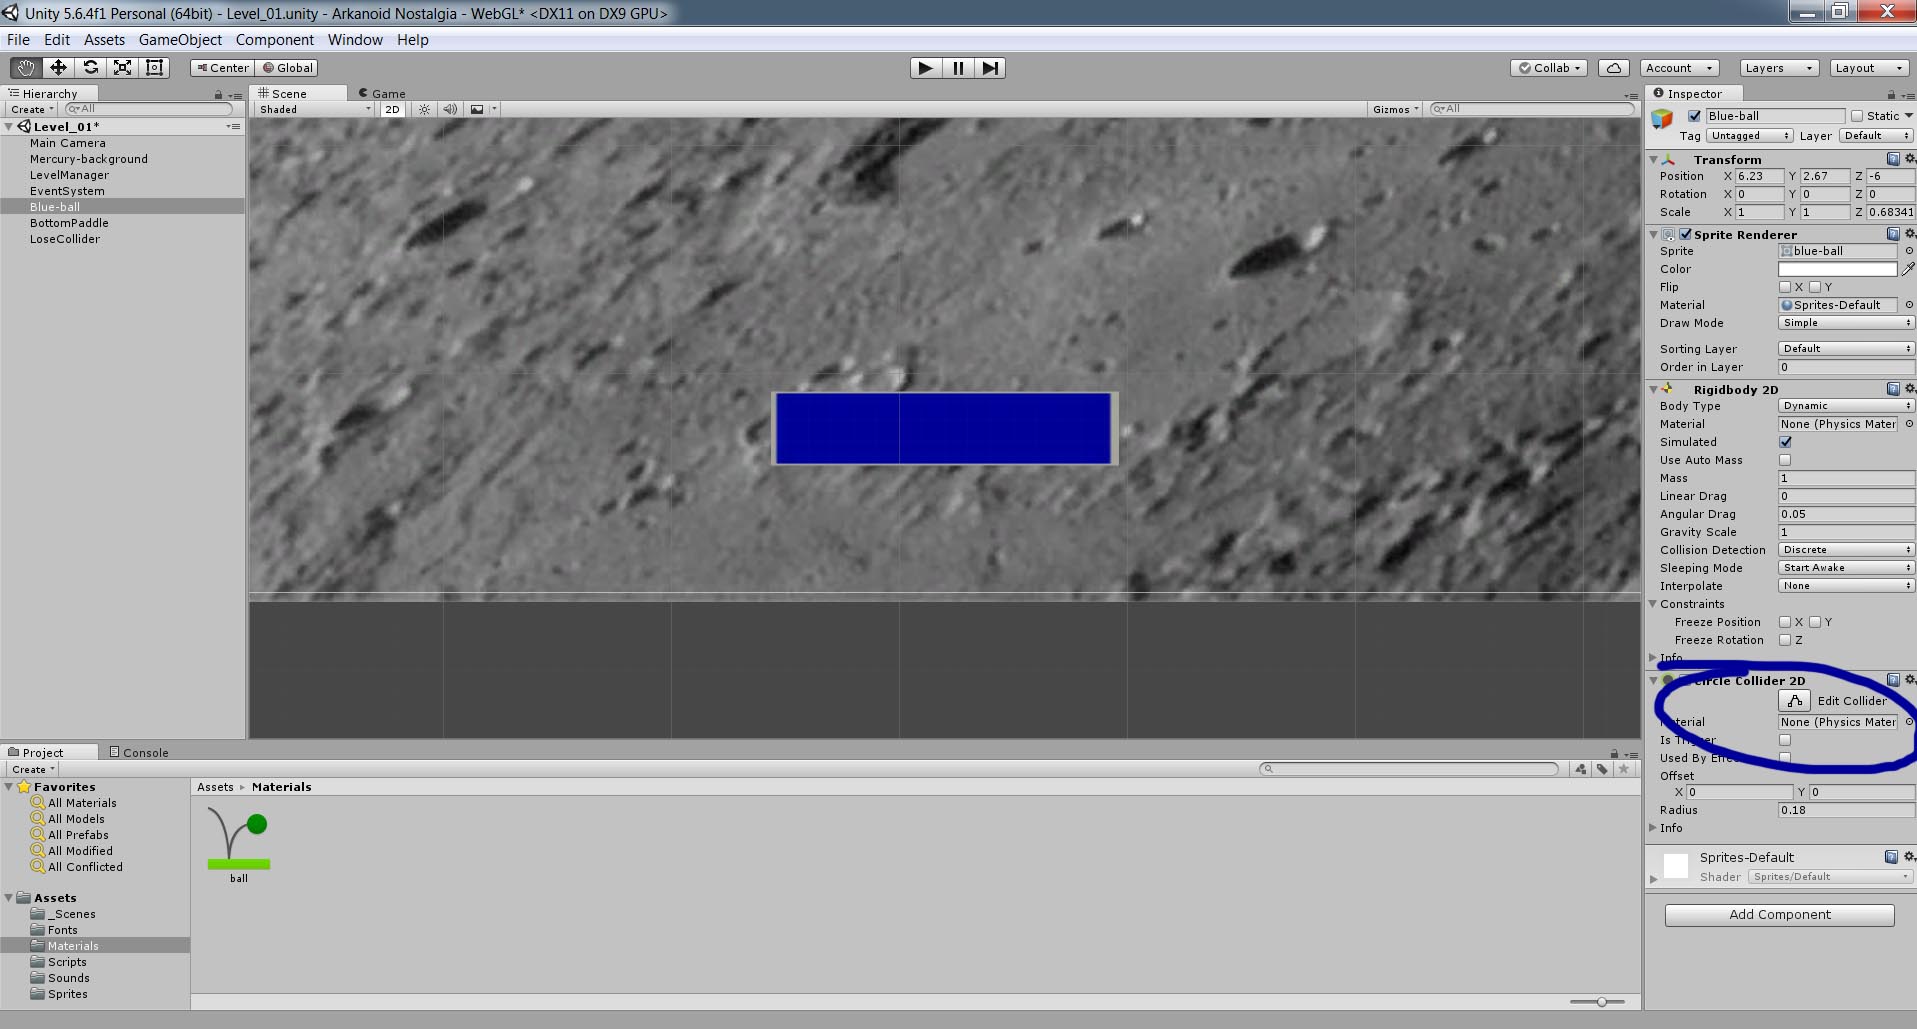 Unity 5.6.4f1 Personal (64bit) - Level_01.unity - Arkanoid Nostalgia - WebGL* <DX11 on DX9 GPU>
File Edit Assets GameObject Component Window Help
Center Global Collab Account Layers Layout
Hierarchy
Create All
Level_01*
Main Camera
Mercury-background
LevelManager
EventSystem
Blue-ball
BottomPaddle
LoseCollider
Scene Game
Shaded 2D Gizmos All
Inspector
Blue-ball Static
Tag Untagged Layer Default
Transform
Position X 6.23 Y 2.67 Z -6
Rotation X 0 Y 0 Z 0
Scale X 1 Y 1 Z 0.68341
Sprite Renderer
Sprite blue-ball
Color
Flip X Y
Material Sprites-Default
Draw Mode Simple
Sorting Layer Default
Order in Layer 0
Rigidbody 2D
Body Type Dynamic
Material None (Physics Mater
Simulated
Use Auto Mass
Mass 1
Linear Drag 0
Angular Drag 0.05
Gravity Scale 1
Collision Detection Discrete
Sleeping Mode Start Awake
Interpolate None
Constraints
Freeze Position X Y
Freeze Rotation Z
Info
Circle Collider 2D
Edit Collider
Material None (Physics Mater
Is Trigger
Used By
Offset
X 0 Y 0
Radius 0.18
Info
Sprites-Default
Shader Sprites/Default
Add Component
Project Console
Create
Favorites
All Materials
All Models
All Prefabs
All Modified
All Conflicted
Assets
_Scenes
Fonts
Materials
Scripts
Sounds
Sprites
Assets Materials
ball